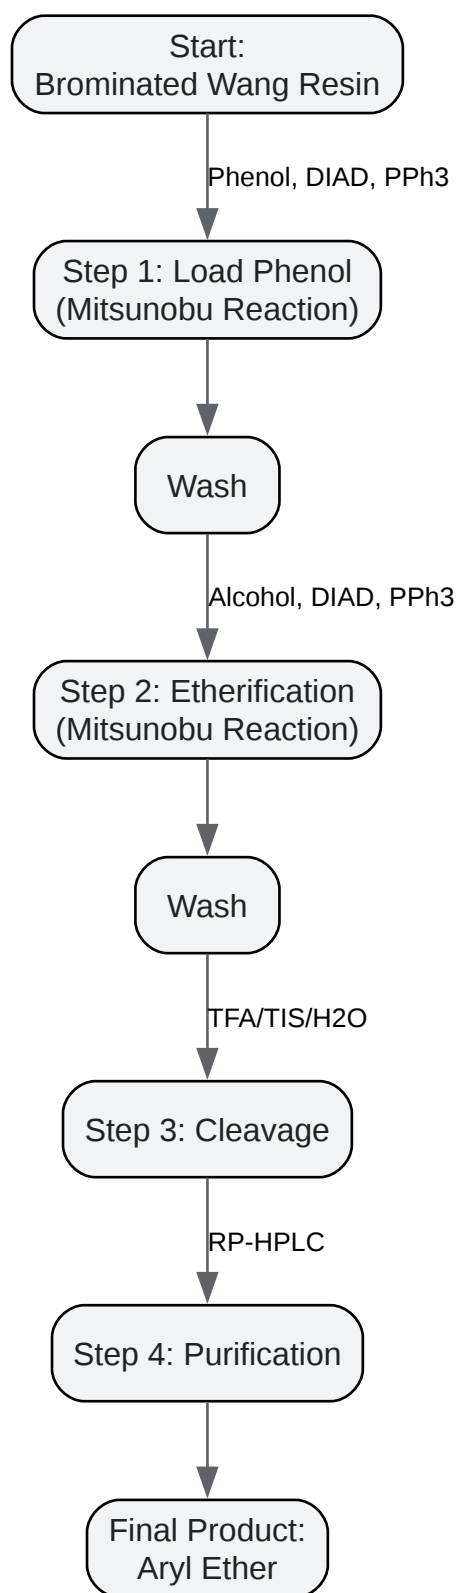 Start:
Brominated Wang Resin
Phenol, DIAD, PPh3
Step 1: Load Phenol
(Mitsunobu Reaction)
Wash
Alcohol, DIAD, PPh3
Step 2: Etherification
(Mitsunobu Reaction)
Wash
TFA/TIS/H2O
Step 3: Cleavage
RP-HPLC
Step 4: Purification
Final Product:
Aryl Ether